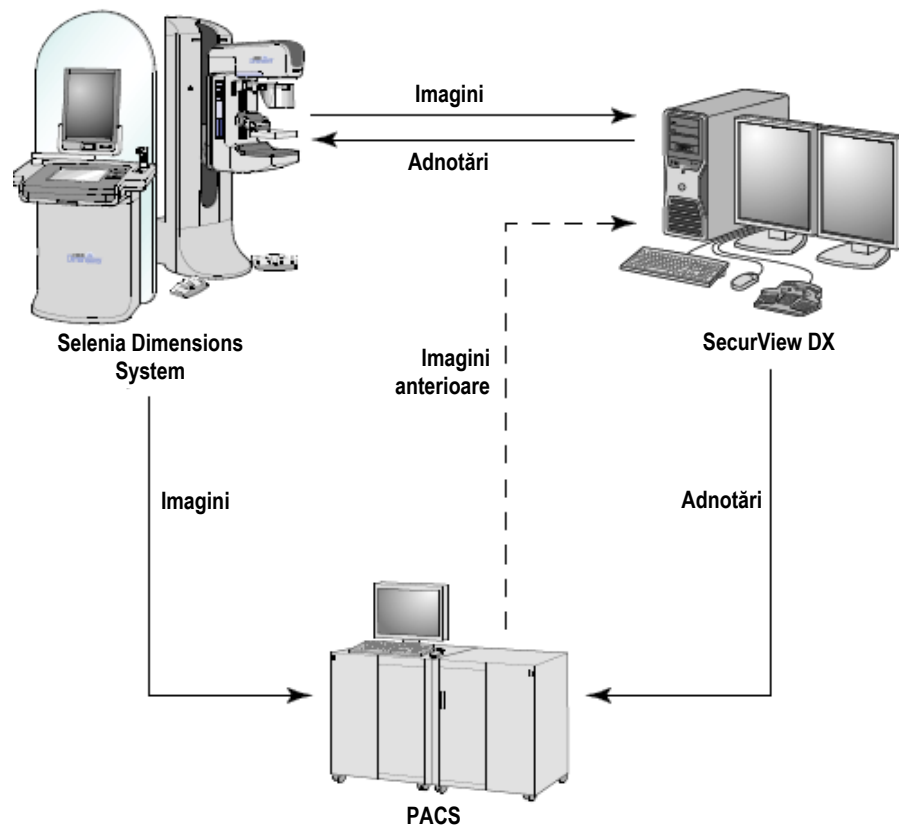 Imagini
Adnotări
Selenia Dimensions
System
SecurView DX
Imagini
anterioare
Imagini
Adnotări
PACS